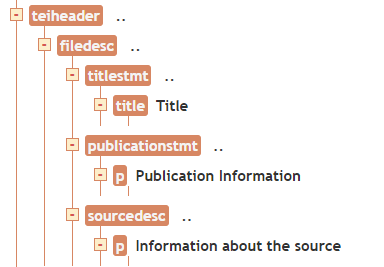 teiheader ..
filedesc ..
titlestmt ..
title Title
publicationstmt ..
p Publication Information
sourcedesc ..
p Information about the source